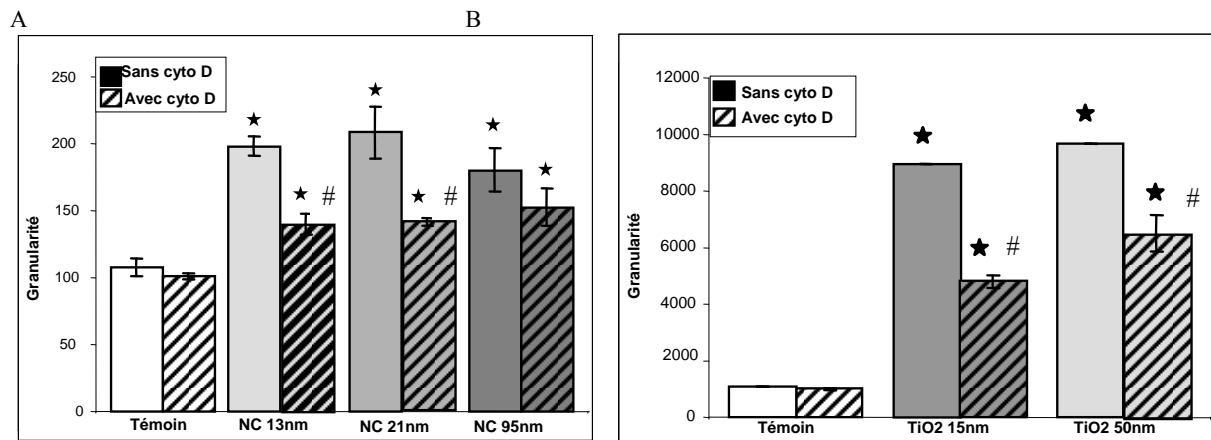 A
B
Granularité
250
200
150
100
50
0
Sans cyto D
Avec cyto D
★
★ #
★
★ #
★
★
Témoin
NC 13nm
NC 21nm
NC 95nm
Granularité
12000
10000
8000
6000
4000
2000
0
Sans cyto D
Avec cyto D
★
★ #
★
★ #
Témoin
TiO2 15nm
TiO2 50nm